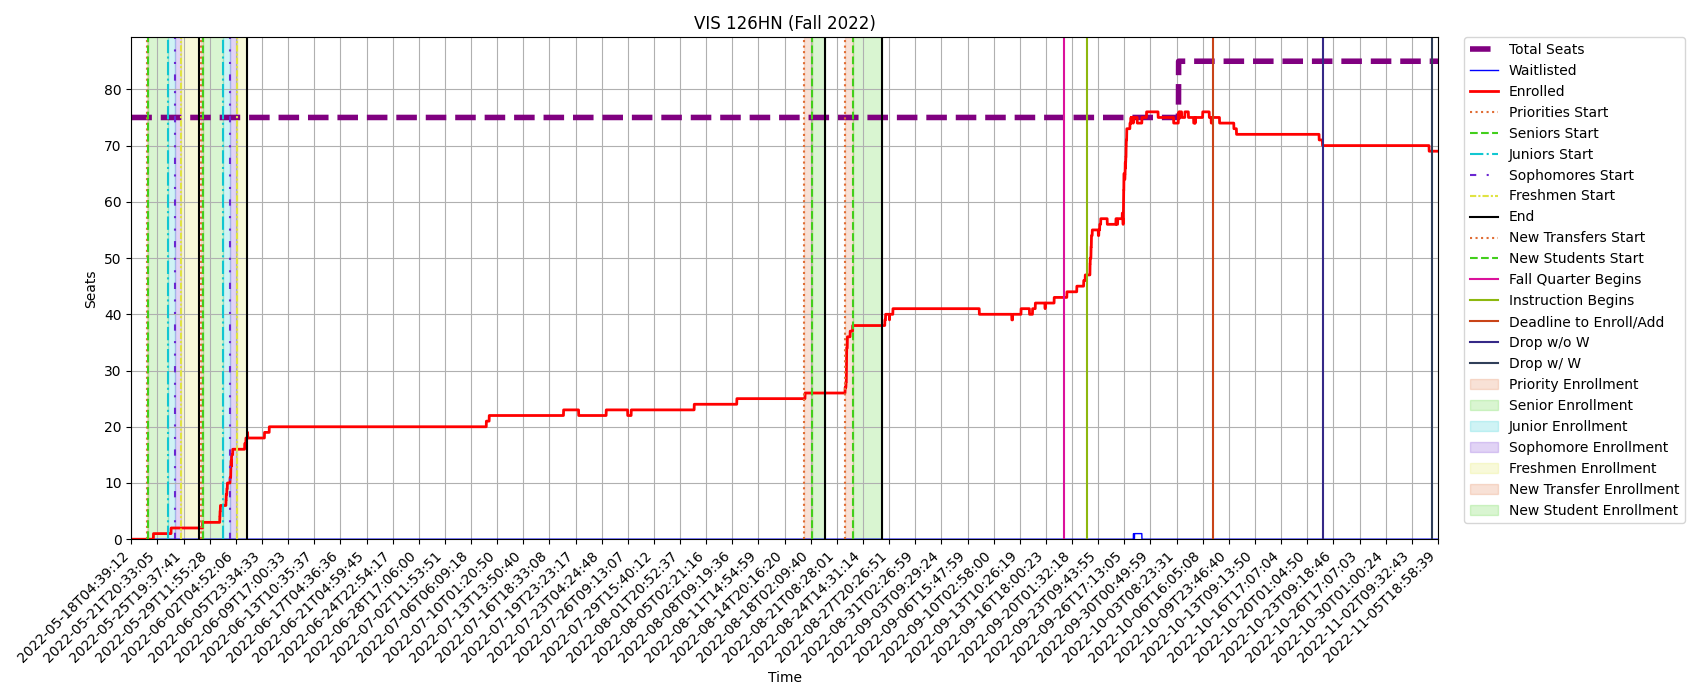 VIS 126HN (Fall 2022)
Seats
80
70
60
50
40
30
20
10
0
2022-05-18T04:39:12
2022-05-21T20:33:05
2022-05-25T19:37:41
2022-05-29T11:55:28
2022-06-02T04:52:06
2022-06-05T23:34:33
2022-06-09T17:00:33
2022-06-13T10:35:37
2022-06-17T04:36:36
2022-06-21T04:59:45
2022-06-24T22:54:17
2022-06-28T17:06:00
2022-07-02T11:53:51
2022-07-06T06:09:18
2022-07-10T01:20:50
2022-07-13T13:50:40
2022-07-16T18:33:08
2022-07-19T23:23:17
2022-07-23T04:24:48
2022-07-26T09:13:07
2022-07-29T15:40:12
2022-08-01T20:52:37
2022-08-05T02:21:16
2022-08-08T09:19:36
2022-08-11T14:54:59
2022-08-14T20:16:20
2022-08-18T02:09:40
2022-08-21T08:28:01
2022-08-24T14:31:14
2022-08-27T20:26:51
2022-08-31T02:26:59
2022-09-03T09:29:24
2022-09-06T15:47:59
2022-09-10T02:58:00
2022-09-13T10:26:19
2022-09-16T18:00:23
2022-09-20T01:32:18
2022-09-23T09:43:55
2022-09-26T17:13:05
2022-09-30T00:49:59
2022-10-03T08:23:31
2022-10-06T16:05:08
2022-10-09T23:46:40
2022-10-13T09:13:50
2022-10-16T17:07:04
2022-10-20T01:04:50
2022-10-23T09:18:46
2022-10-26T17:07:03
2022-10-30T01:00:24
2022-11-02T09:32:43
2022-11-05T18:58:39
Time
Total Seats
Waitlisted
Enrolled
Priorities Start
Seniors Start
Juniors Start
Sophomores Start
Freshmen Start
End
New Transfers Start
New Students Start
Fall Quarter Begins
Instruction Begins
Deadline to Enroll/Add
Drop w/o W
Drop w/ W
Priority Enrollment
Senior Enrollment
Junior Enrollment
Sophomore Enrollment
Freshmen Enrollment
New Transfer Enrollment
New Student Enrollment